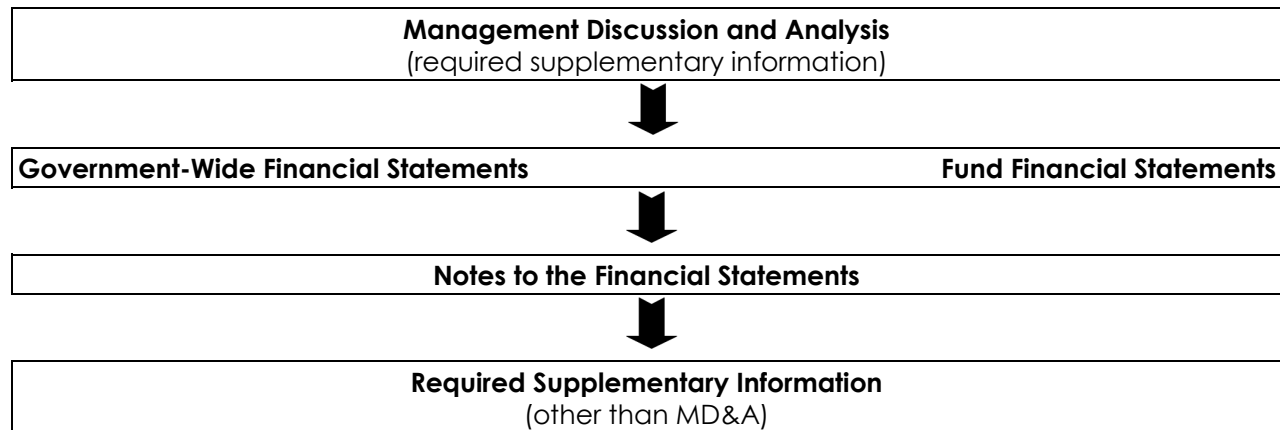 Management Discussion and Analysis
(required supplementary information)
Government-Wide Financial Statements Fund Financial Statements
Notes to the Financial Statements
Required Supplementary Information
(other than MD&A)